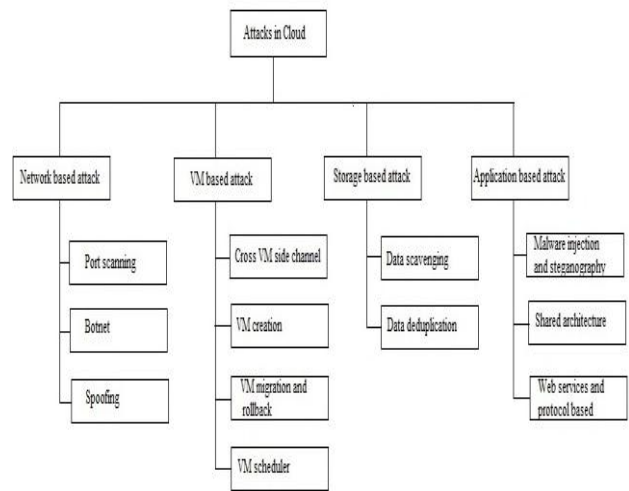 Attacks in Cloud
Network based attack
VM based attack
Storage based attack
Application based attack
Port scanning
Botnet
Spoofing
Cross VM side channel
VM creation
VM migration and
rollback
VM scheduler
Data scavenging
Data deduplication
Malware injection
and steganography
Shared architecture
Web services and
protocol based